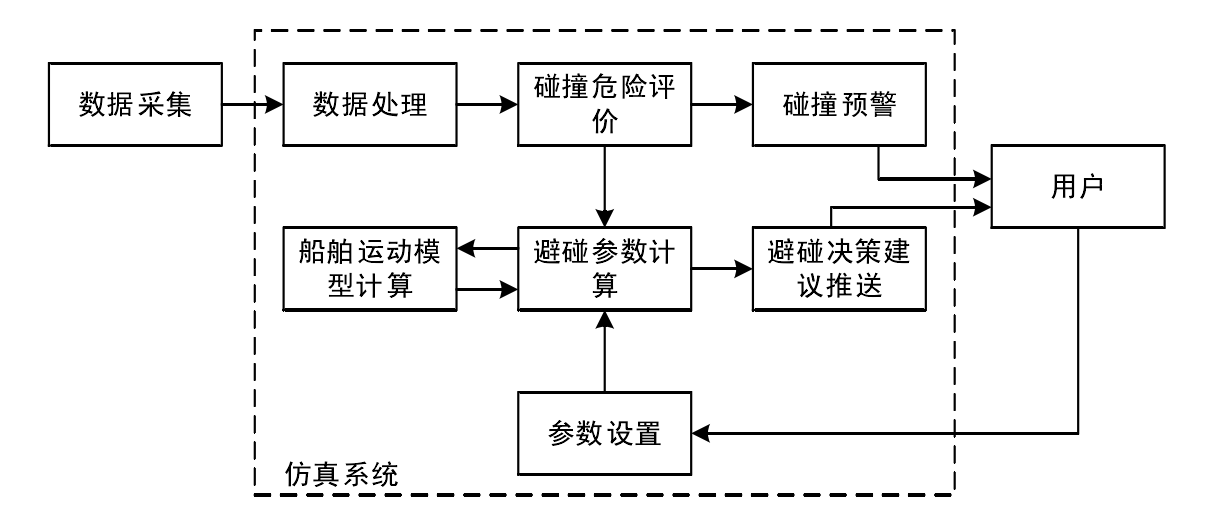 数据采集
数据处理
碰撞危险评
价
碰撞预警
用户
船舶运动模
型计算
避碰参数计
算
避碰决策建
议推送
参数设置
仿真系统